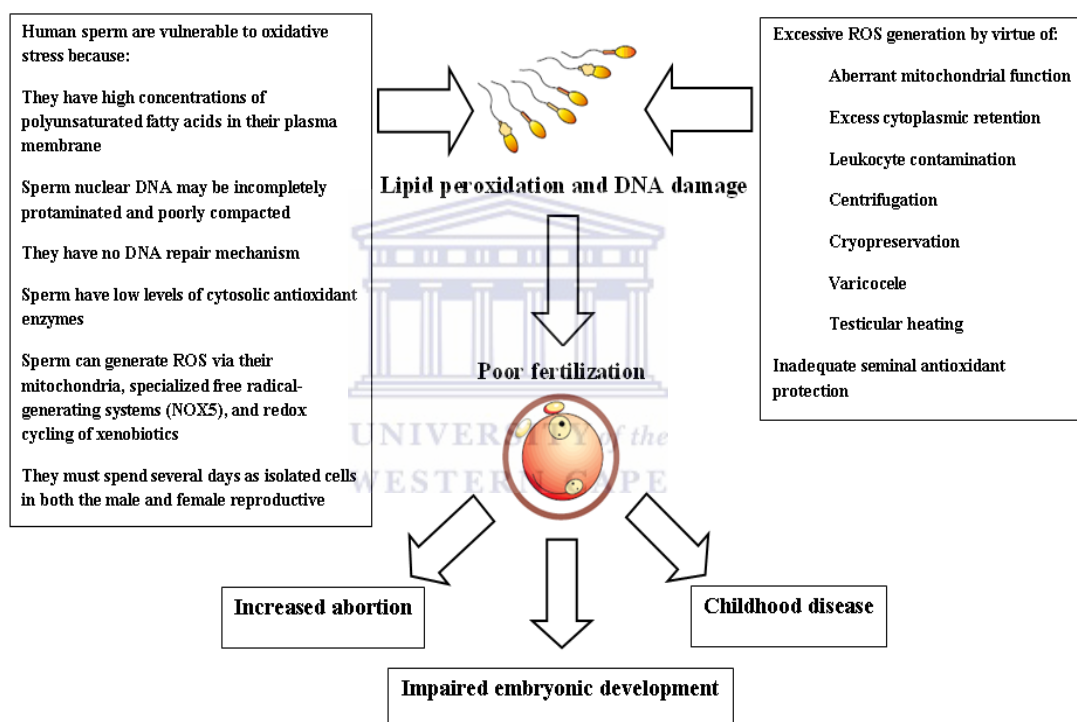 Human sperm are vulnerable to oxidative
stress because:
They have high concentrations of
polyunsaturated fatty acids in their plasma
membrane
Sperm nuclear DNA may be incompletely
protaminated and poorly compacted
They have no DNA repair mechanism
Sperm have low levels of cytosolic antioxidant
enzymes
Sperm can generate ROS via their
mitochondria, specialized free radical-
generating systems (NOX5), and redox
cycling of xenobiotics
They must spend several days as isolated cells
in both the male and female reproductive
Excessive ROS generation by virtue of:
Aberrant mitochondrial function
Excess cytoplasmic retention
Leukocyte contamination
Centrifugation
Cryopreservation
Varicocele
Testicular heating
Inadequate seminal antioxidant
protection
Lipid peroxidation and DNA damage
Poor fertilization
UNIVERSITY of the
WESTERN CAPE
Increased abortion
Childhood disease
Impaired embryonic development